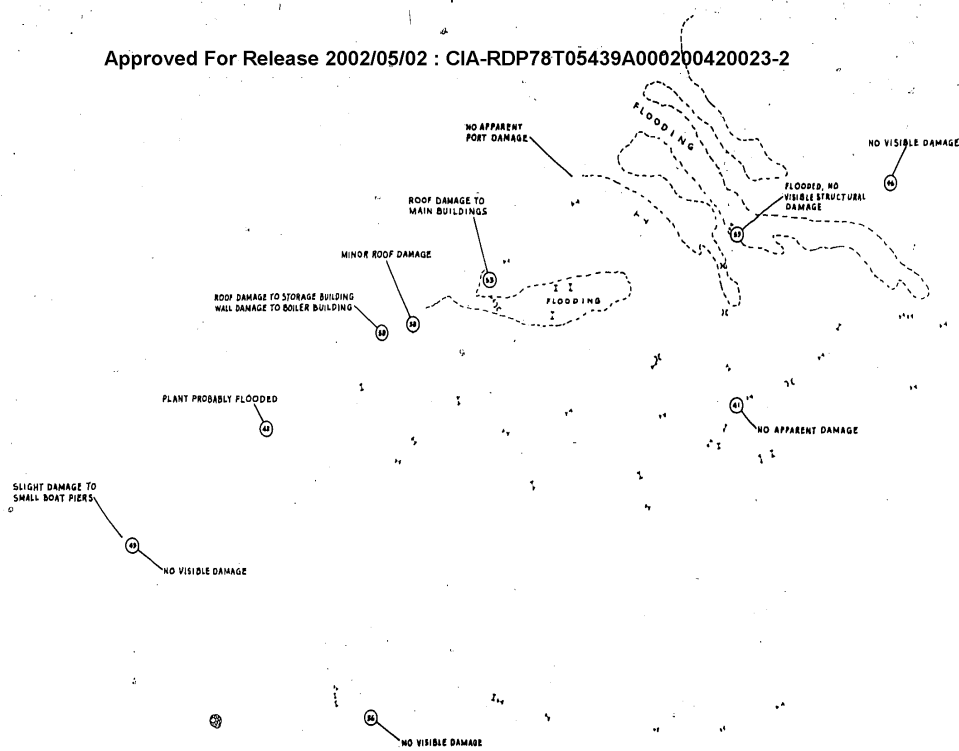 Approved For Release 2002/05/02 : CIA-RDP78T05439A000200420023-2
FLOODING
NO APPARENT
PORT DAMAGE
NO VISIBLE DAMAGE
46
FLOODED, NO
VISIBLE STRUCTURAL
DAMAGE
ROOF DAMAGE TO
MAIN BUILDINGS
MINOR ROOF DAMAGE
FLOODING
ROOF DAMAGE TO STORAGE BUILDING
WALL DAMAGE TO BOILER BUILDING
PLANT PROBABLY FLOODED
41
NO APPARENT DAMAGE
SLIGHT DAMAGE TO
SMALL BOAT PIERS
NO VISIBLE DAMAGE
NO VISIBLE DAMAGE